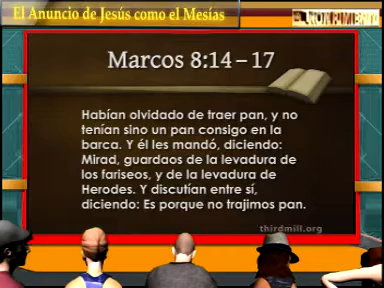 El Anuncio de Jesús como el Mesías
Marcos 8:14 – 17
Habían olvidado de traer pan, y no
tenían sino un pan consigo en la
barca. Y él les mandó, diciendo:
Mirad, guardaos de la levadura de
los fariseos, y de la levadura de
Herodes. Y discutían entre sí,
diciendo: Es porque no trajimos pan.
thirdmill.org